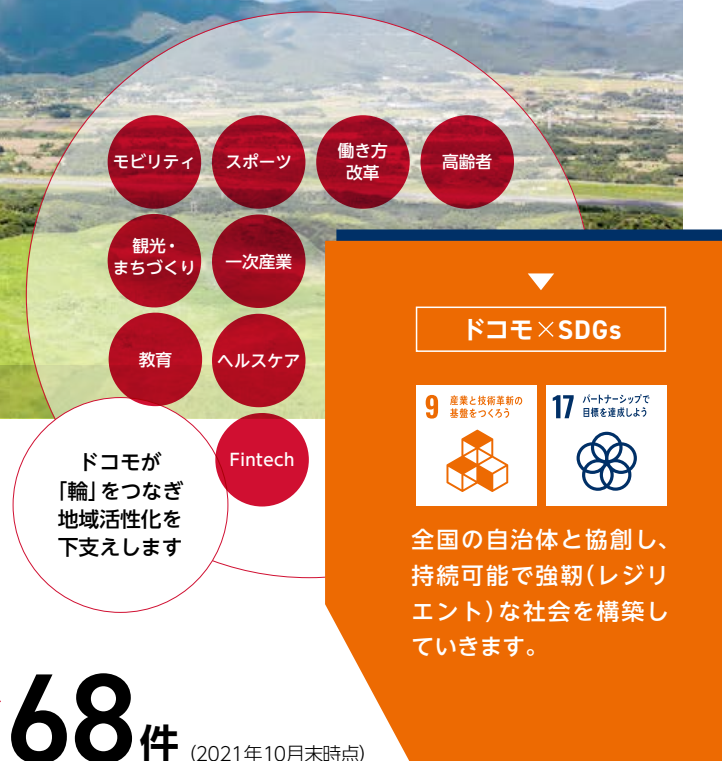 モビリティ
スポーツ
働き方
改革
高齢者
観光・
まちづくり
一次産業
教育
ヘルスケア
Fintech
ドコモが
「輪」をつなぎ
地域活性化を
下支えします
ドコモ×SDGs
9 産業と技術革新の
基盤をつくろう
17 パートナーシップで
目標を達成しよう
全国の自治体と協創し、
持続可能で強靭(レジリ
エント)な社会を構築し
ていきます。
68件 (2021年10月末時点)